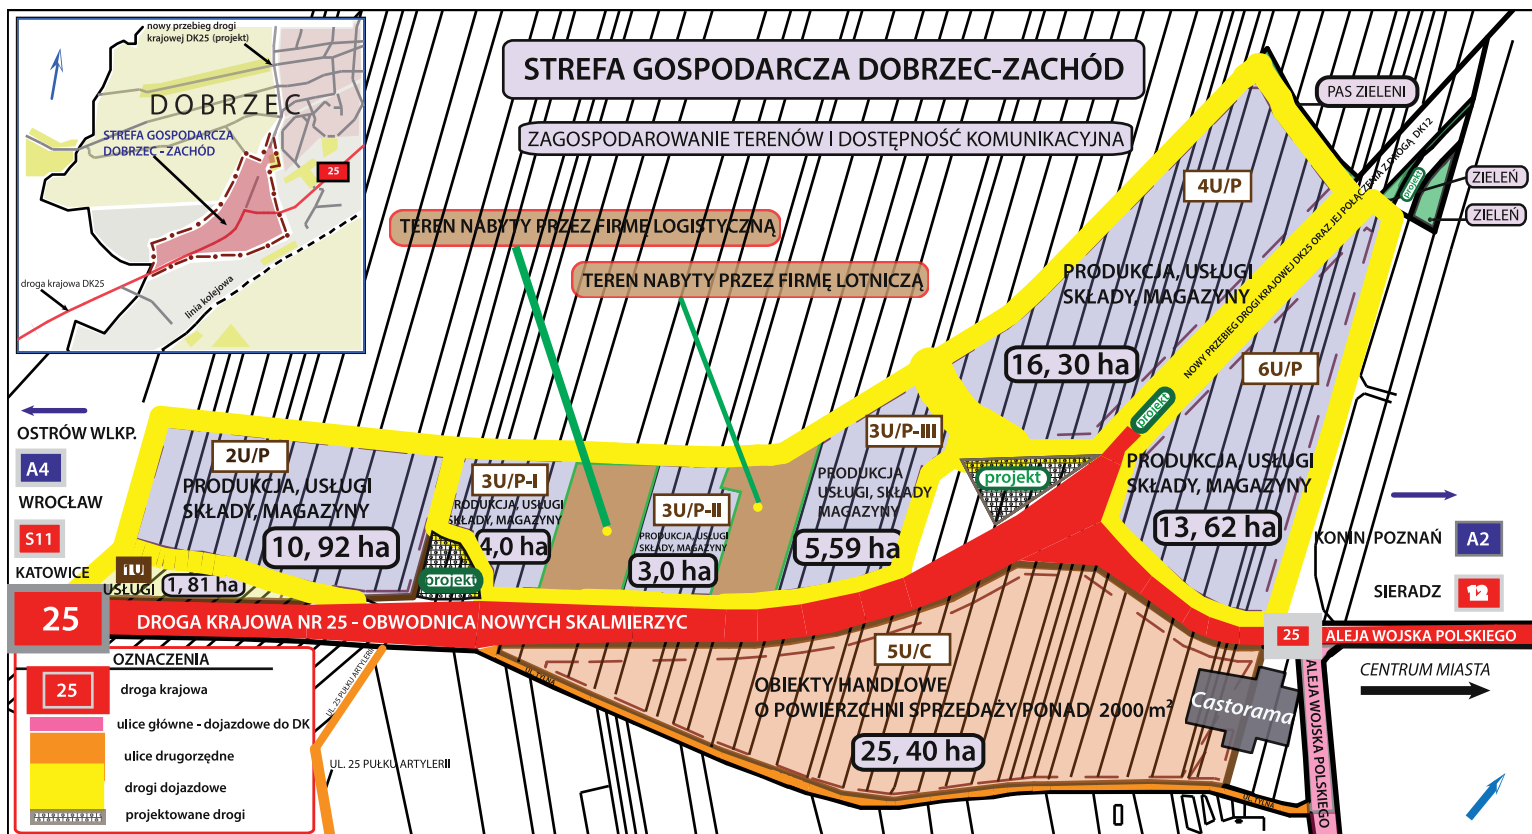 nowy przebieg drogi
krajowej DK25 (projekt)
DOBRZEC
STREFA GOSPODARCZA
DOBRZEC - ZACHÓD
25
droga krajowa DK25
linia kolejowa
STREFA GOSPODARCZA DOBRZEC-ZACHÓD
ZAGOSPODAROWANIE TERENÓW I DOSTĘPNOŚĆ KOMUNIKACYJNA
PAS ZIELENI
ZIELEŃ
ZIELEŃ
projekt
NOWY PRZEBIEG DROGI KRAJOWEJ DK25 ORAZ JEJ POŁĄCZENIA Z DROGĄ DK12
TEREN NABYTY PRZEZ FIRMĘ LOGISTYCZNĄ
TEREN NABYTY PRZEZ FIRMĘ LOTNICZĄ
4U/P
PRODUKCJA, USŁUGI
SKŁADY, MAGAZYNY
16, 30 ha
6U/P
PRODUKCJA, USŁUGI
SKŁADY, MAGAZYNY
13, 62 ha
projekt
projekt
OSTRÓW WLKP.
A4
WROCŁAW
S11
KATOWICE
2U/P
PRODUKCJA, USŁUGI
SKŁADY, MAGAZYNY
10, 92 ha
1U
USŁUGI
1, 81 ha
projekt
3U/P-I
PRODUKCJA, USŁUGI
SKŁADY, MAGAZYNY
4,0 ha
3U/P-II
PRODUKCJA, USŁUGI
SKŁADY, MAGAZYNY
3,0 ha
3U/P-III
PRODUKCJA
USŁUGI, SKŁADY
MAGAZYNY
5,59 ha
KONIN/POZNAŃ
A2
SIERADZ
12
25
DROGA KRAJOWA NR 25 - OBWODNICA NOWYCH SKALMIERZYC
25
ALEJA WOJSKA POLSKIEGO
CENTRUM MIASTA
ALEJA WOJSKA POLSKIEGO
5U/C
OBIEKTY HANDLOWE
O POWIERZCHNI SPRZEDAŻY PONAD 2000 m²
25, 40 ha
Castorama
UL. TYLNA
UL. TYLNA
UL. 25 PUŁKU ARTYLERII
UL. 25 PUŁKU ARTYLERII
OZNACZENIA
25
droga krajowa
ulice główne - dojazdowe do DK
ulice drugorzędne
drogi dojazdowe
projektowane drogi